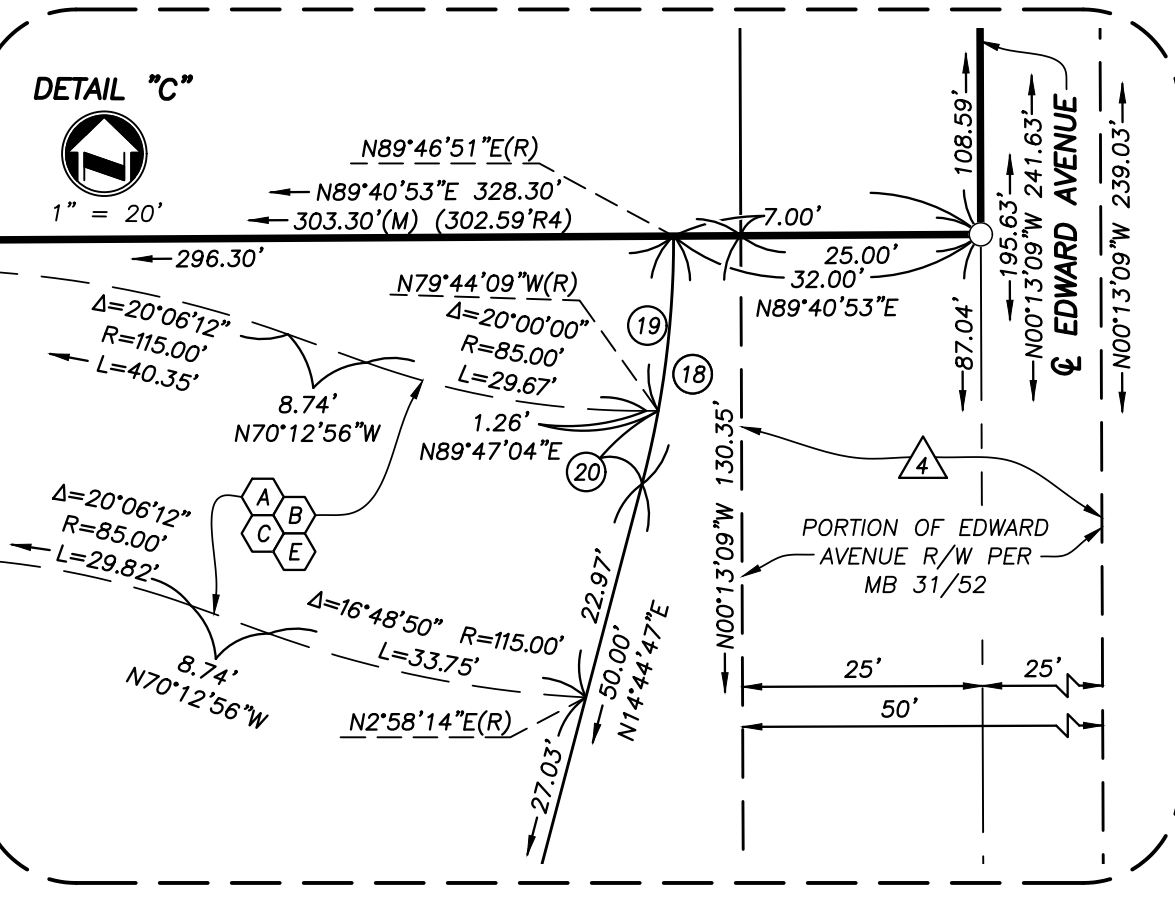 DETAIL "C"
1" = 20'
N89°46'51"E(R)
N89°40'53"E 328.30'
303.30'(M) (302.59'R4)
296.30'
7.00'
25.00'
32.00'
N89°40'53"E
108.59'
195.63'
N00°13'09"W 241.63'
℄ EDWARD AVENUE
N00°13'09"W 239.03'
87.04'
N79°44'09"W(R)
Δ=20°00'00"
R=85.00'
L=29.67'
19
18
Δ=20°06'12"
R=115.00'
L=40.35'
8.74'
N70°12'56"W
1.26'
N89°47'04"E
20
N00°13'09"W 130.35'
4
A
B
C
E
PORTION OF EDWARD
AVENUE R/W PER
MB 31/52
Δ=20°06'12"
R=85.00'
L=29.82'
8.74'
N70°12'56"W
Δ=16°48'50" R=115.00'
L=33.75'
22.97'
50.00'
N14°44'47"E
N2°58'14"E(R)
27.03'
25'
25'
50'